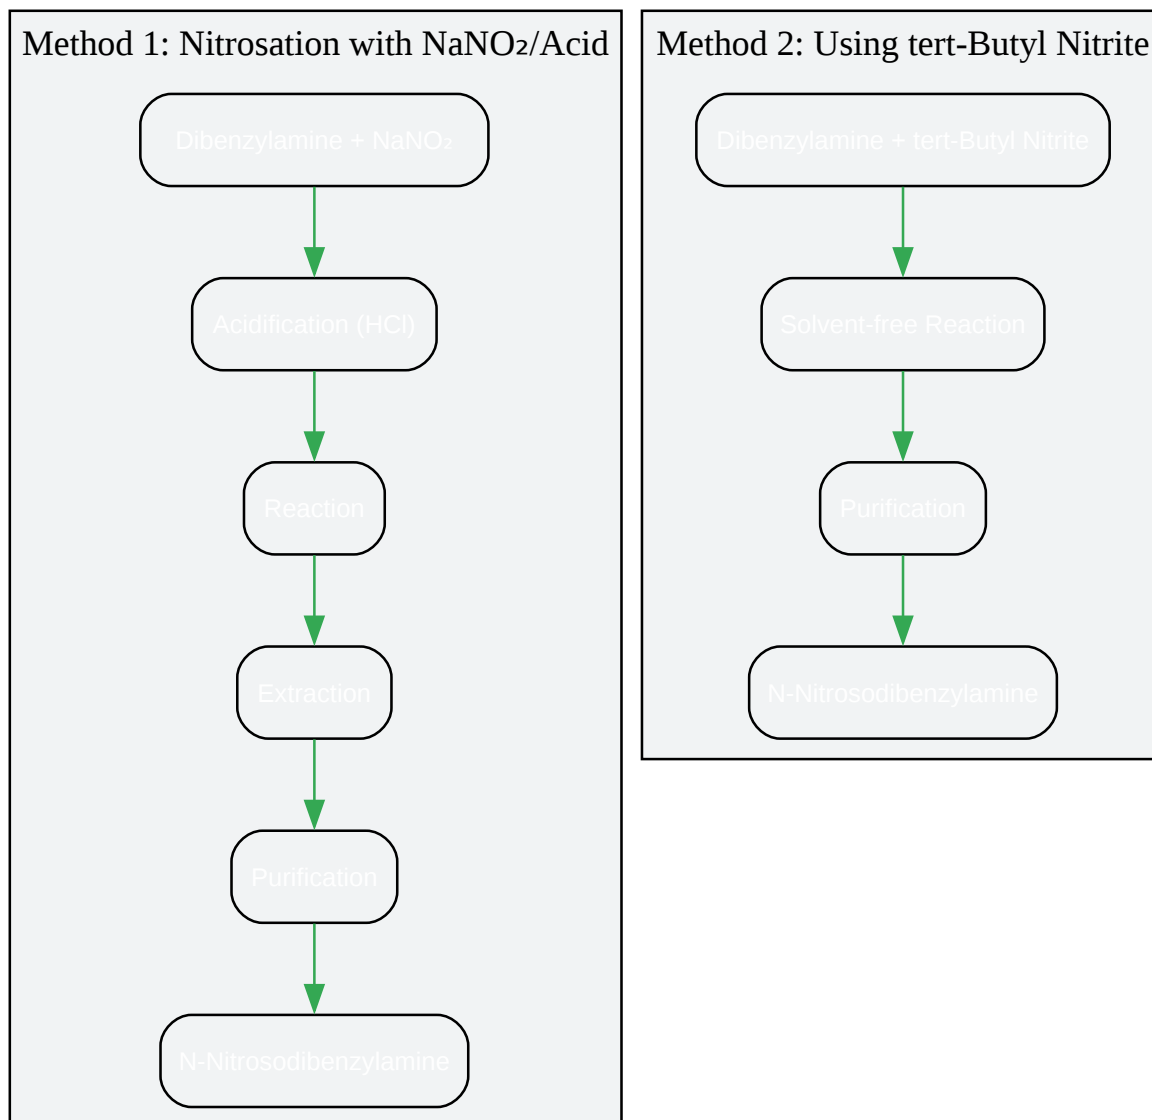 Method 1: Nitrosation with NaNO₂/Acid
Dibenzylamine + NaNO₂
Acidification (HCl)
Reaction
Extraction
Purification
N-Nitrosodibenzylamine
Method 2: Using tert-Butyl Nitrite
Dibenzylamine + tert-Butyl Nitrite
Solvent-free Reaction
Purification
N-Nitrosodibenzylamine